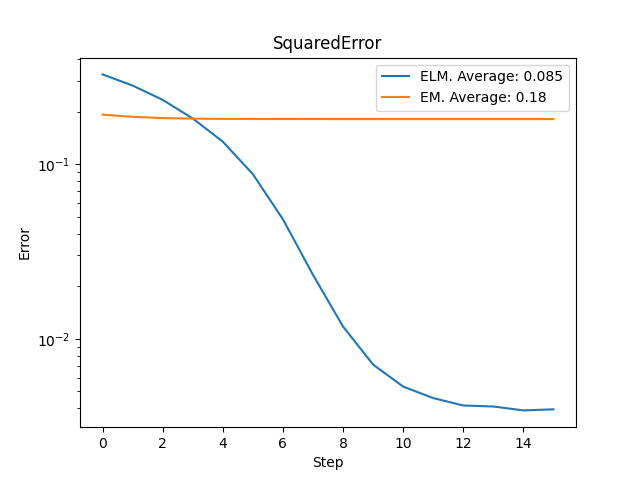 SquaredError
ELM. Average: 0.085
EM. Average: 0.18
10⁻¹
10⁻²
Error
0 2 4 6 8 10 12 14
Step